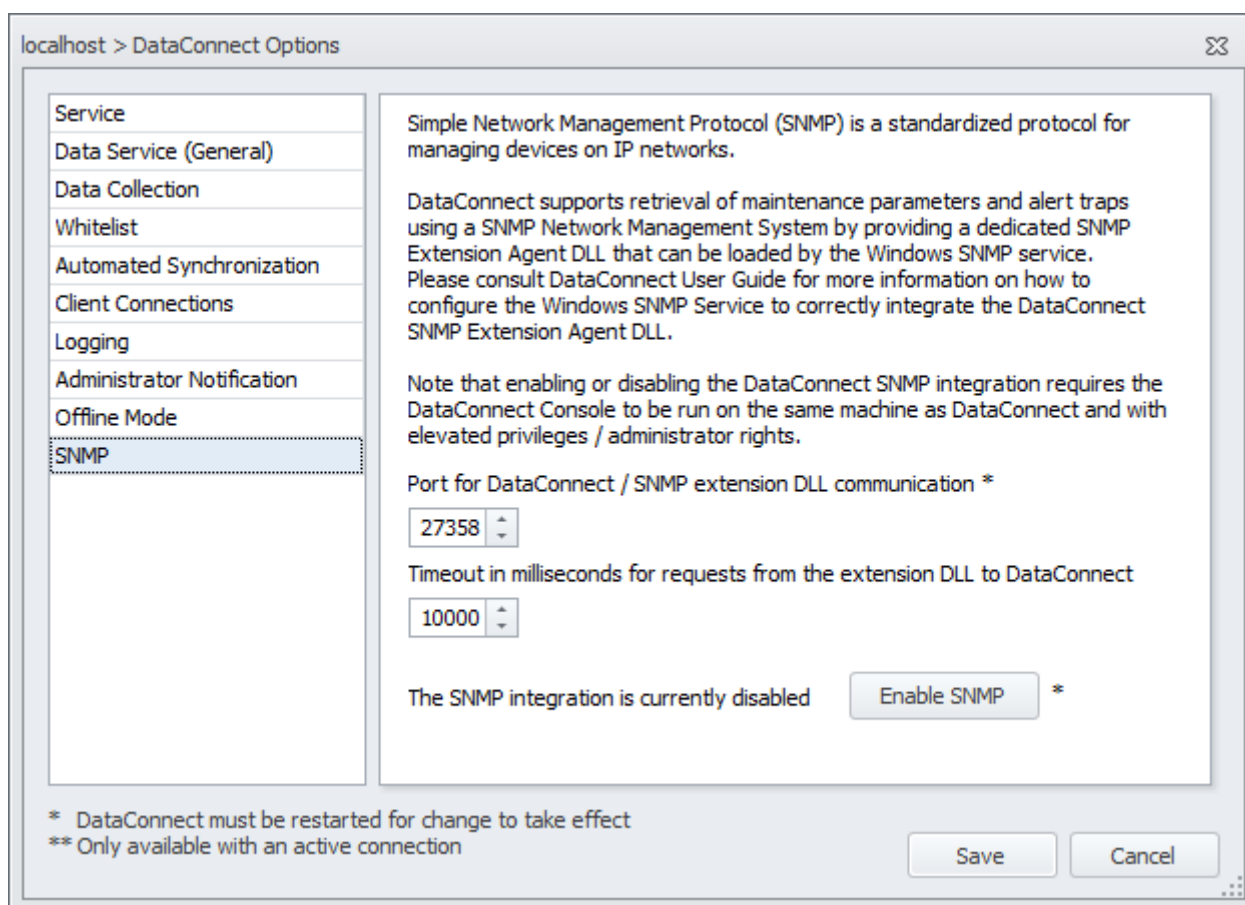 localhost > DataConnect Options
Service
Data Service (General)
Data Collection
Whitelist
Automated Synchronization
Client Connections
Logging
Administrator Notification
Offline Mode
SNMP
Simple Network Management Protocol (SNMP) is a standardized protocol for
managing devices on IP networks.
DataConnect supports retrieval of maintenance parameters and alert traps
using a SNMP Network Management System by providing a dedicated SNMP
Extension Agent DLL that can be loaded by the Windows SNMP service.
Please consult DataConnect User Guide for more information on how to
configure the Windows SNMP Service to correctly integrate the DataConnect
SNMP Extension Agent DLL.
Note that enabling or disabling the DataConnect SNMP integration requires the
DataConnect Console to be run on the same machine as DataConnect and with
elevated privileges / administrator rights.
Port for DataConnect / SNMP extension DLL communication *
27358
Timeout in milliseconds for requests from the extension DLL to DataConnect
10000
The SNMP integration is currently disabled Enable SNMP *
* DataConnect must be restarted for change to take effect
** Only available with an active connection
Save Cancel